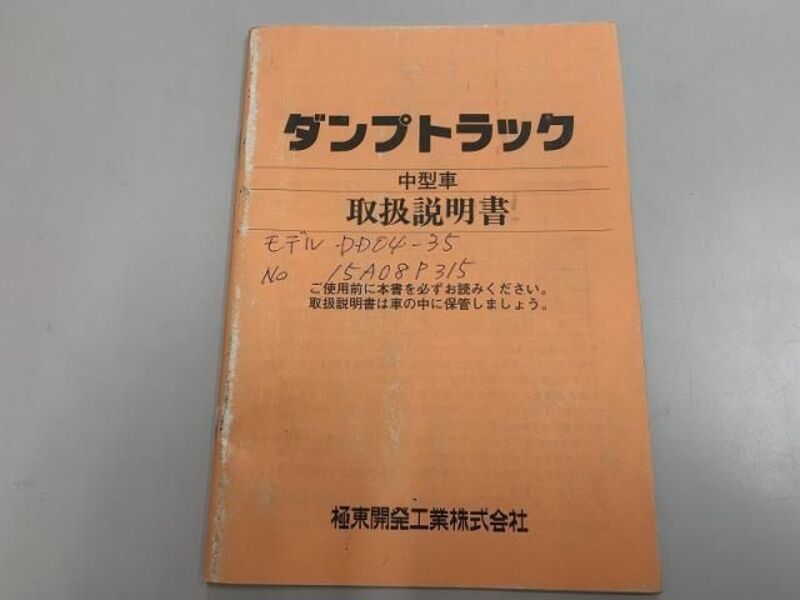 ダンプトラック
中型車
取扱説明書
モデル DD04-35
No 15A08P315
ご使用前に本書を必ずお読みください。
取扱説明書は車の中に保管しましょう。
極東開発工業株式会社